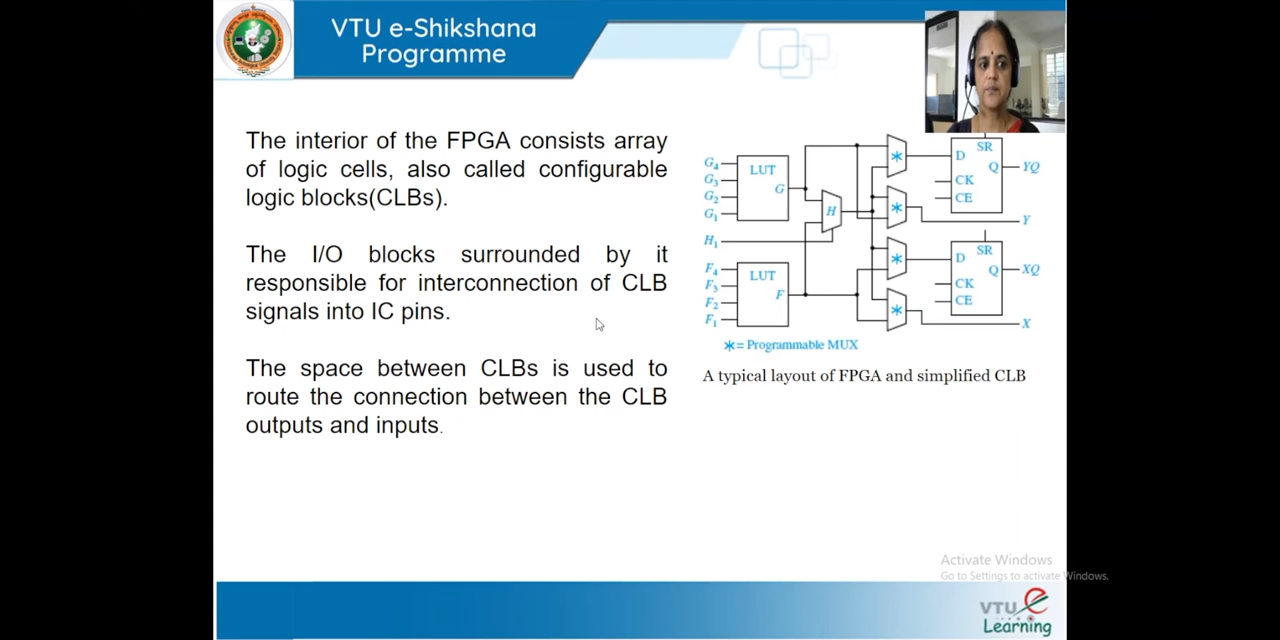 VTU e-Shikshana
Programme
The interior of the FPGA consists array
of logic cells, also called configurable
logic blocks(CLBs).
The I/O blocks surrounded by it
responsible for interconnection of CLB
signals into IC pins.
The space between CLBs is used to
route the connection between the CLB
outputs and inputs.
G4
G3
G2
G1
LUT
G
H1
H
F4
F3
F2
F1
LUT
F
*
*
*
*
SR
D
Q
CK
CE
YQ
Y
SR
D
Q
CK
CE
XQ
X
*= Programmable MUX
A typical layout of FPGA and simplified CLB
Activate Windows
Go to Settings to activate Windows.
VTU e
Learning